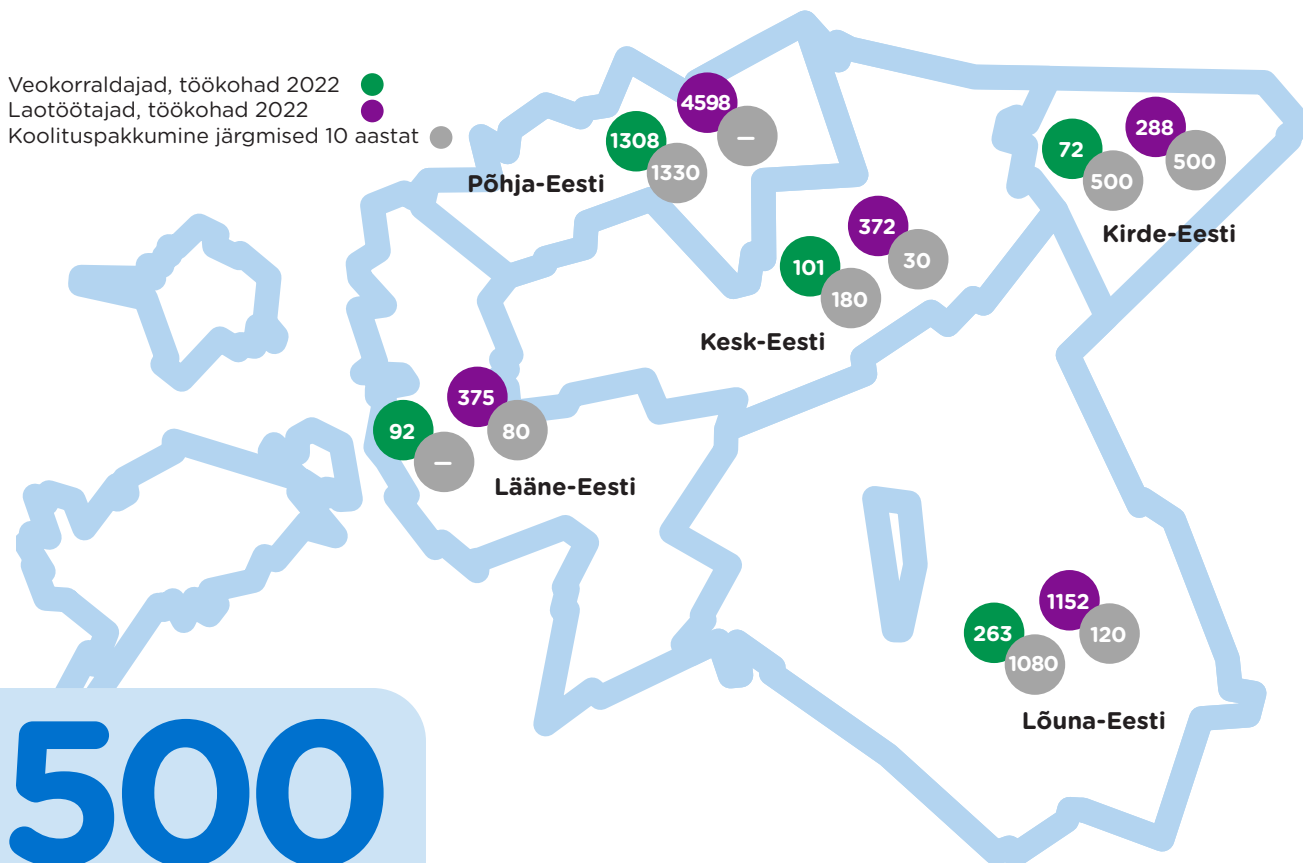 Veokorraldajad, töökohad 2022
Laotöötajad, töökohad 2022
Koolituspakkumine järgmised 10 aastat
4598
1308
–
1330
Põhja-Eesti
288
72
500
500
Kirde-Eesti
372
101
30
180
Kesk-Eesti
375
92
80
–
Lääne-Eesti
1152
263
120
1080
Lõuna-Eesti
500